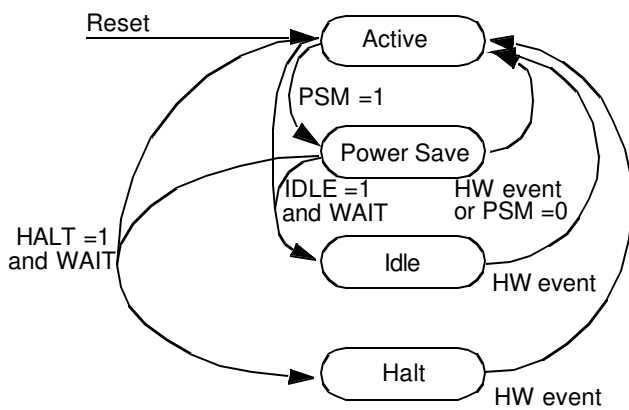 Reset
Active
PSM =1
Power Save
IDLE =1
and WAIT
HW event
or PSM =0
HALT =1
and WAIT
Idle
HW event
Halt
HW event